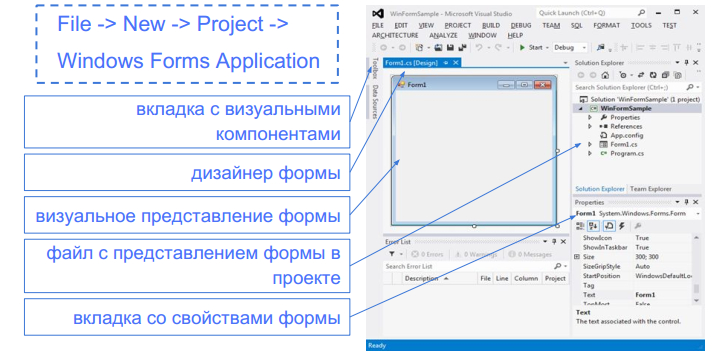 File -> New -> Project ->
Windows Forms Application
вкладка с визуальными
компонентами
дизайнер формы
визуальное представление формы
файл с представлением формы в
проекте
вкладка со свойствами формы
WinFormSample - Microsoft Visual Studio
Quick Launch (Ctrl+Q)
FILE EDIT VIEW PROJECT BUILD DEBUG TEAM SQL FORMAT TOOLS TEST
ARCHITECTURE ANALYZE WINDOW HELP
Start Debug
Toolbox
Data Sources
Form1.cs [Design]
Form1
Solution Explorer
Search Solution Explorer (Ctrl+;)
Solution 'WinFormSample' (1 project)
WinFormSample
Properties
References
App.config
Form1.cs
Program.cs
Solution Explorer Team Explorer
Properties
Form1 System.Windows.Forms.Form
ShowIcon True
ShowInTaskbar True
Size 300; 300
SizeGripStyle Auto
StartPosition WindowsDefaultLo
Tag
Text Form1
TopMost False
Text
The text associated with the control.
Error List
0 Errors 0 Warnings 0 Messages
Search Error List
Description File Line Column Project
Ready